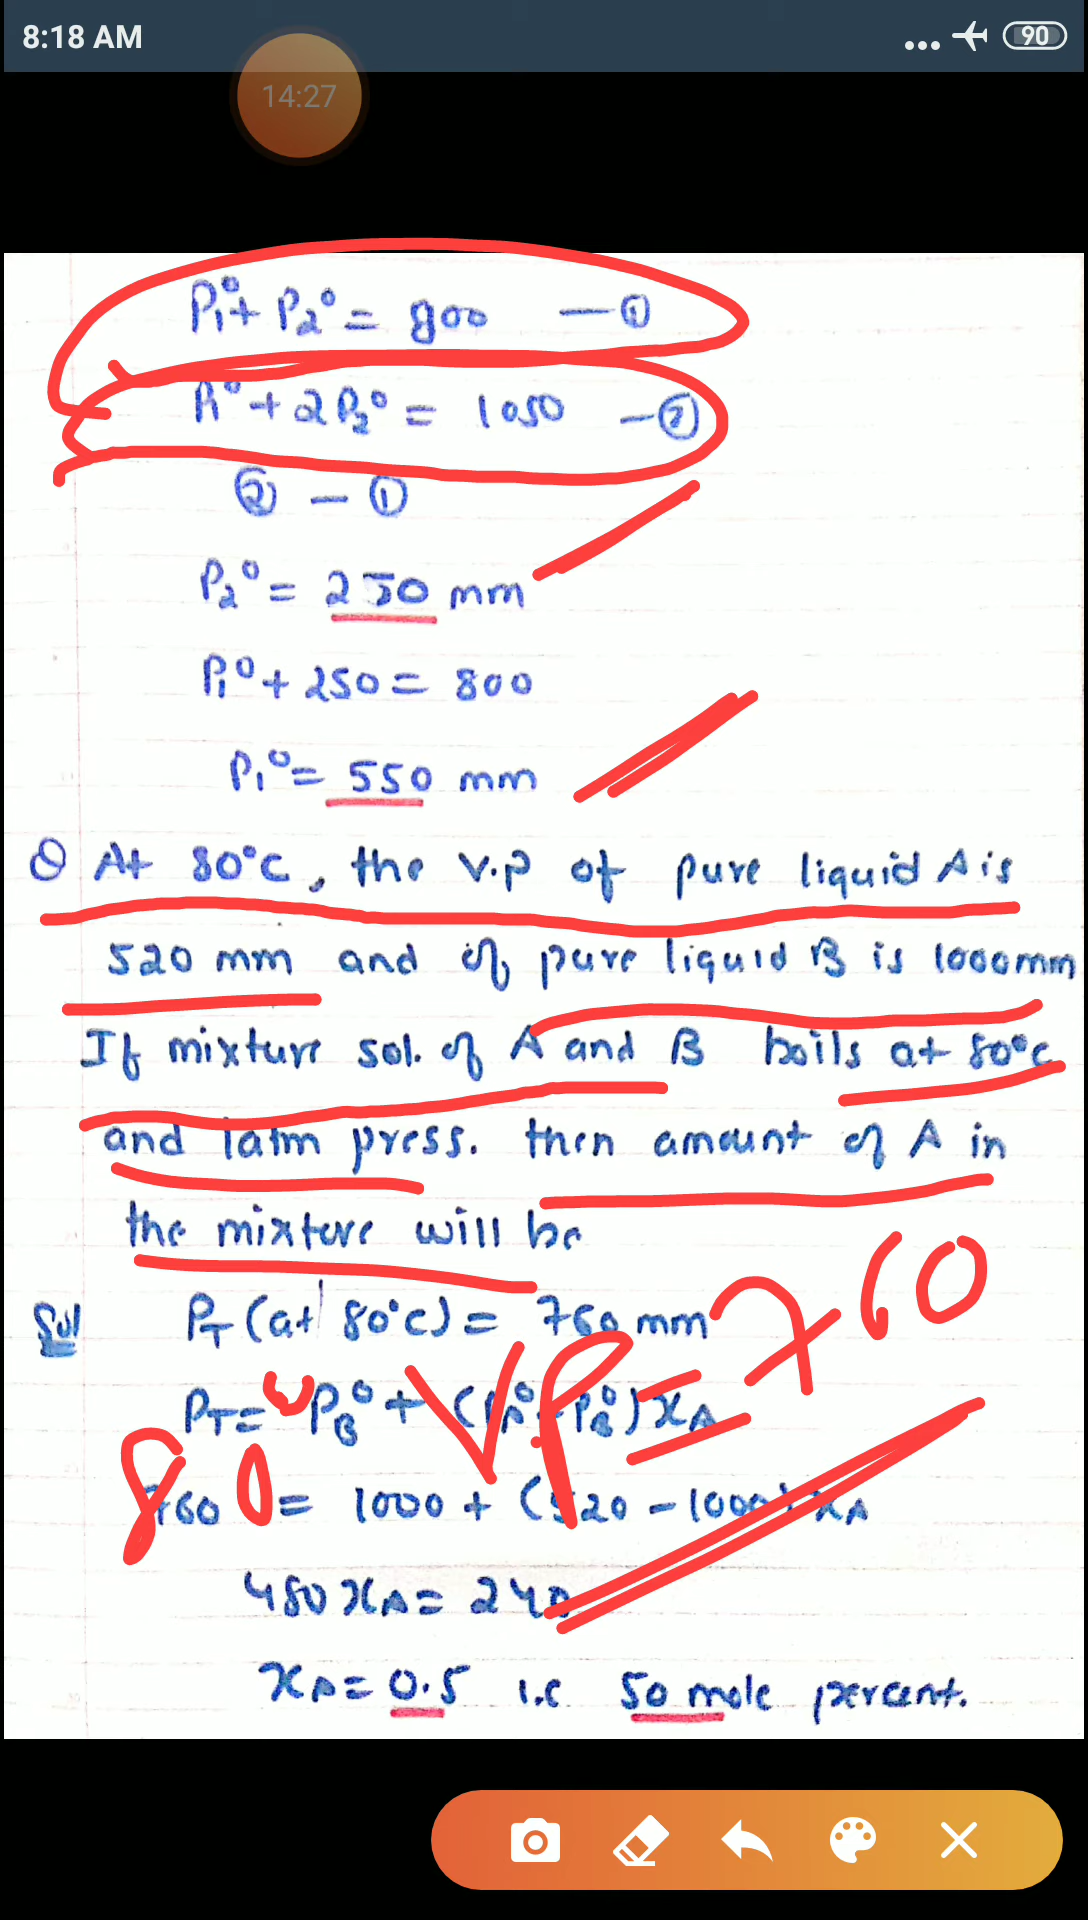 8:18 AM
90
14:27
P₁° + P₂° = 800 — ①
P₁° + 2P₂° = 1050 — ②
② — ①
P₂° = 250 mm
P₁° + 250 = 800
P₁° = 550 mm
Q At 80°C, the v.p of pure liquid A is
520 mm and of pure liquid B is 1000mm
If mixture sol. of A and B boils at 80°C
and 1atm press. then amount of A in
the mixture will be
Sol P_T (at 80°C) = 760 mm
V.P = 760
P_T = P_B° + (P_A° - P_B°) x_A
80
760 = 1000 + (520 - 1000) x_A
480 x_A = 240
x_A = 0.5 i.e 50 mole percent.